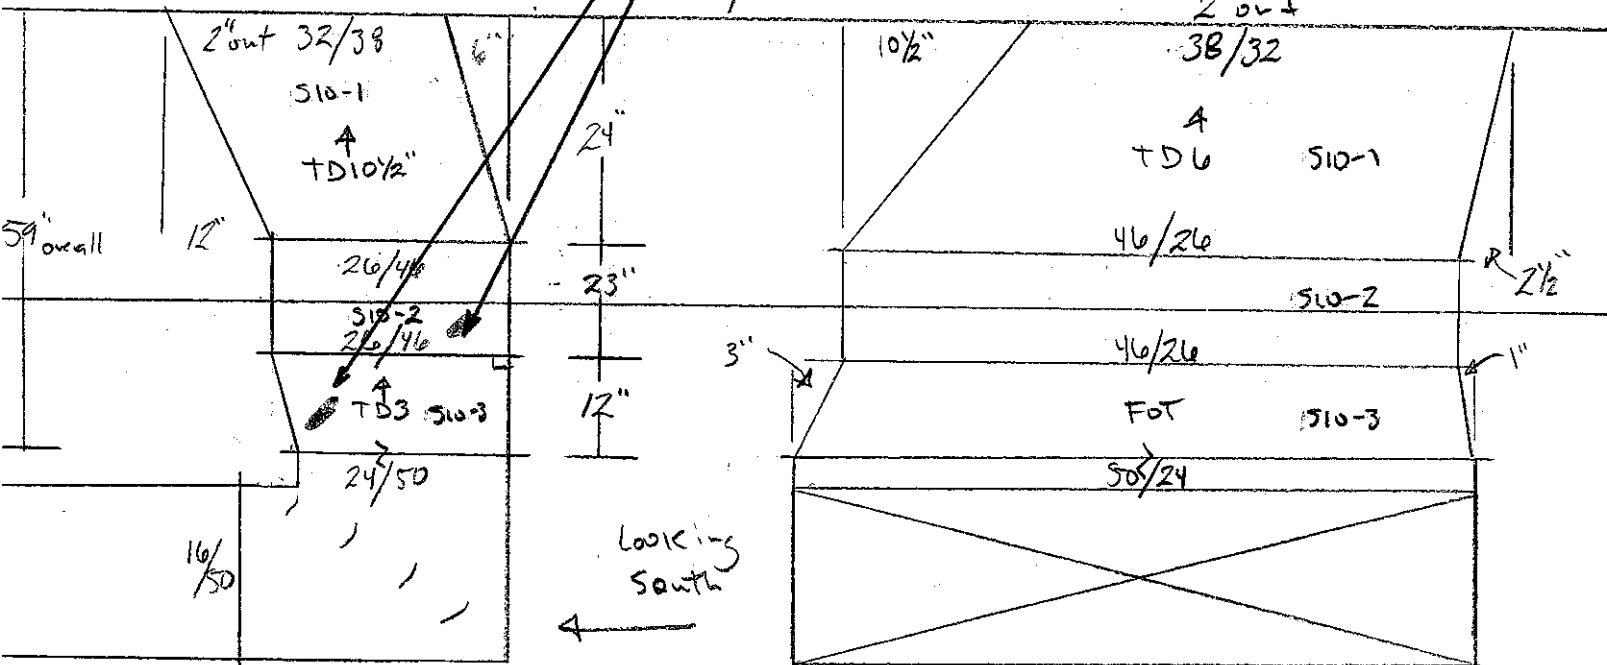 2" out 32/38
6"
S10-1
TD10½"
24"
59" overall
12"
26/46
23"
S10-2
26/46
TD3 S10-3
12"
24/50
16/50
Looking
South
2 out
10½"
38/32
TD6 S10-1
46/26
2½"
S10-2
3"
46/26
1"
FOT S10-3
50/24